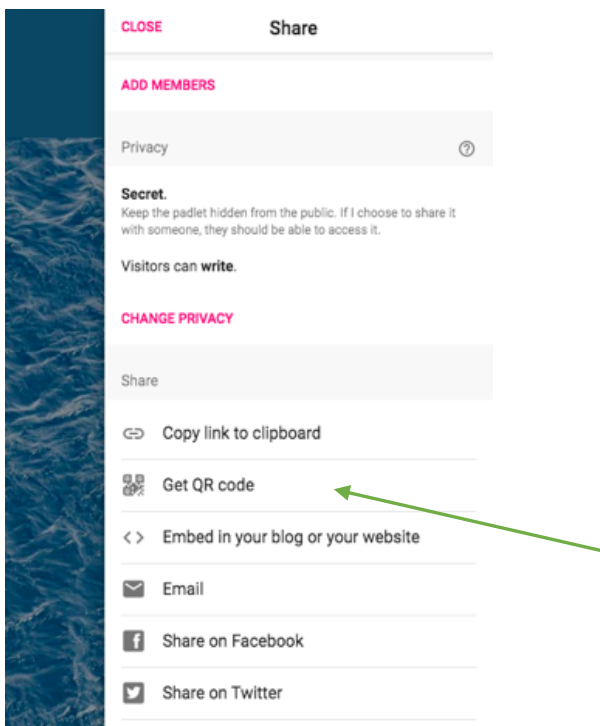 CLOSE Share
ADD MEMBERS
Privacy
Secret.
Keep the padlet hidden from the public. If I choose to share it
with someone, they should be able to access it.
Visitors can write.
CHANGE PRIVACY
Share
Copy link to clipboard
Get QR code
Embed in your blog or your website
Email
Share on Facebook
Share on Twitter